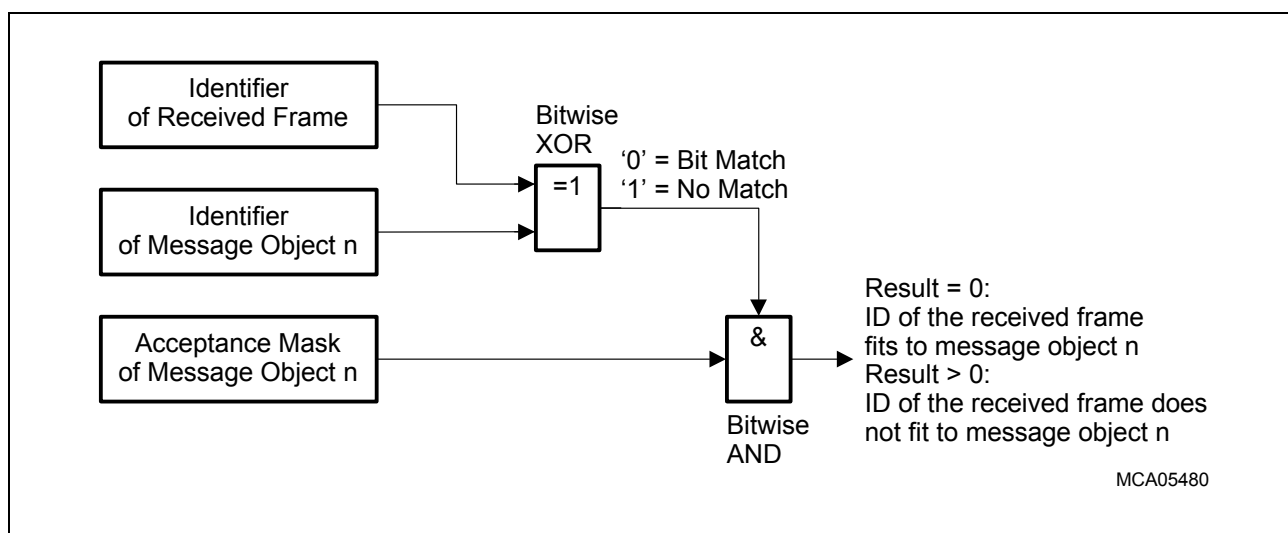 Identifier
of Received Frame
Bitwise
XOR
‘0’ = Bit Match
‘1’ = No Match
=1
Identifier
of Message Object n
Acceptance Mask
of Message Object n
&
Bitwise
AND
Result = 0:
ID of the received frame
fits to message object n
Result > 0:
ID of the received frame does
not fit to message object n
MCA05480